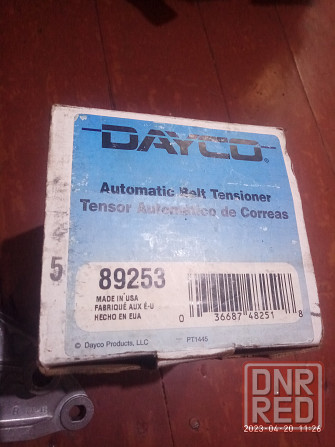 DAYCO®
Automatic Belt Tensioner
Tensor Automático de Correas
5
89253
MADE IN USA
FABRIQUÉ AUX É-U
HECHO EN EUA
0 36687 48251 8
© Dayco Products, LLC PT1445
DNR
RED
2023-04-20 11:26